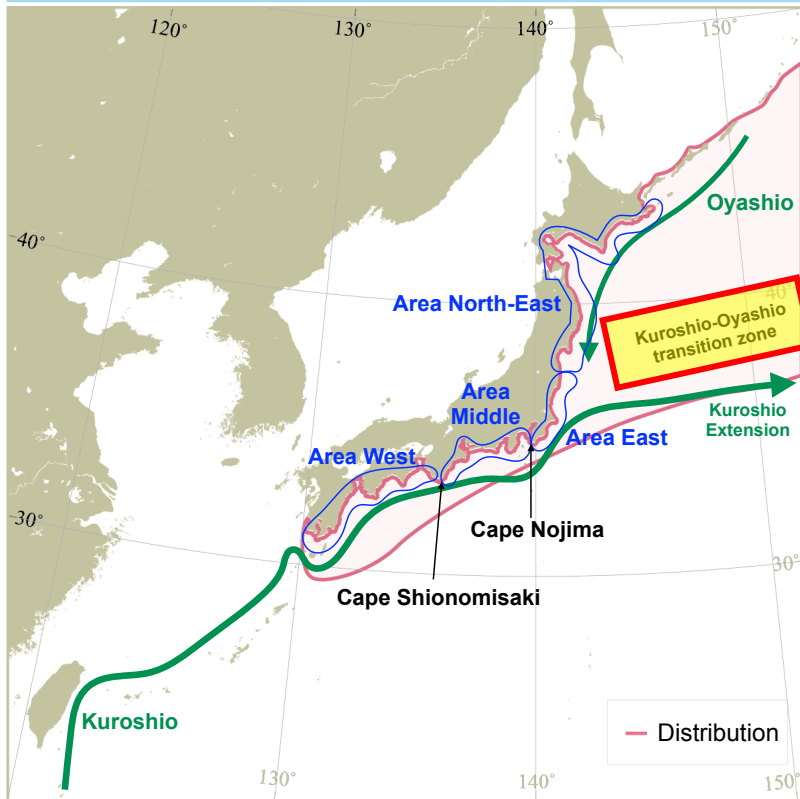 120°
130°
140°
150°
Oyashio
40°
40°
Area North-East
Kuroshio-Oyashio
transition zone
Area
Middle
Kuroshio
Extension
Area East
Area West
30°
Cape Nojima
30°
Cape Shionomisaki
Kuroshio
Distribution
130°
140°
150°